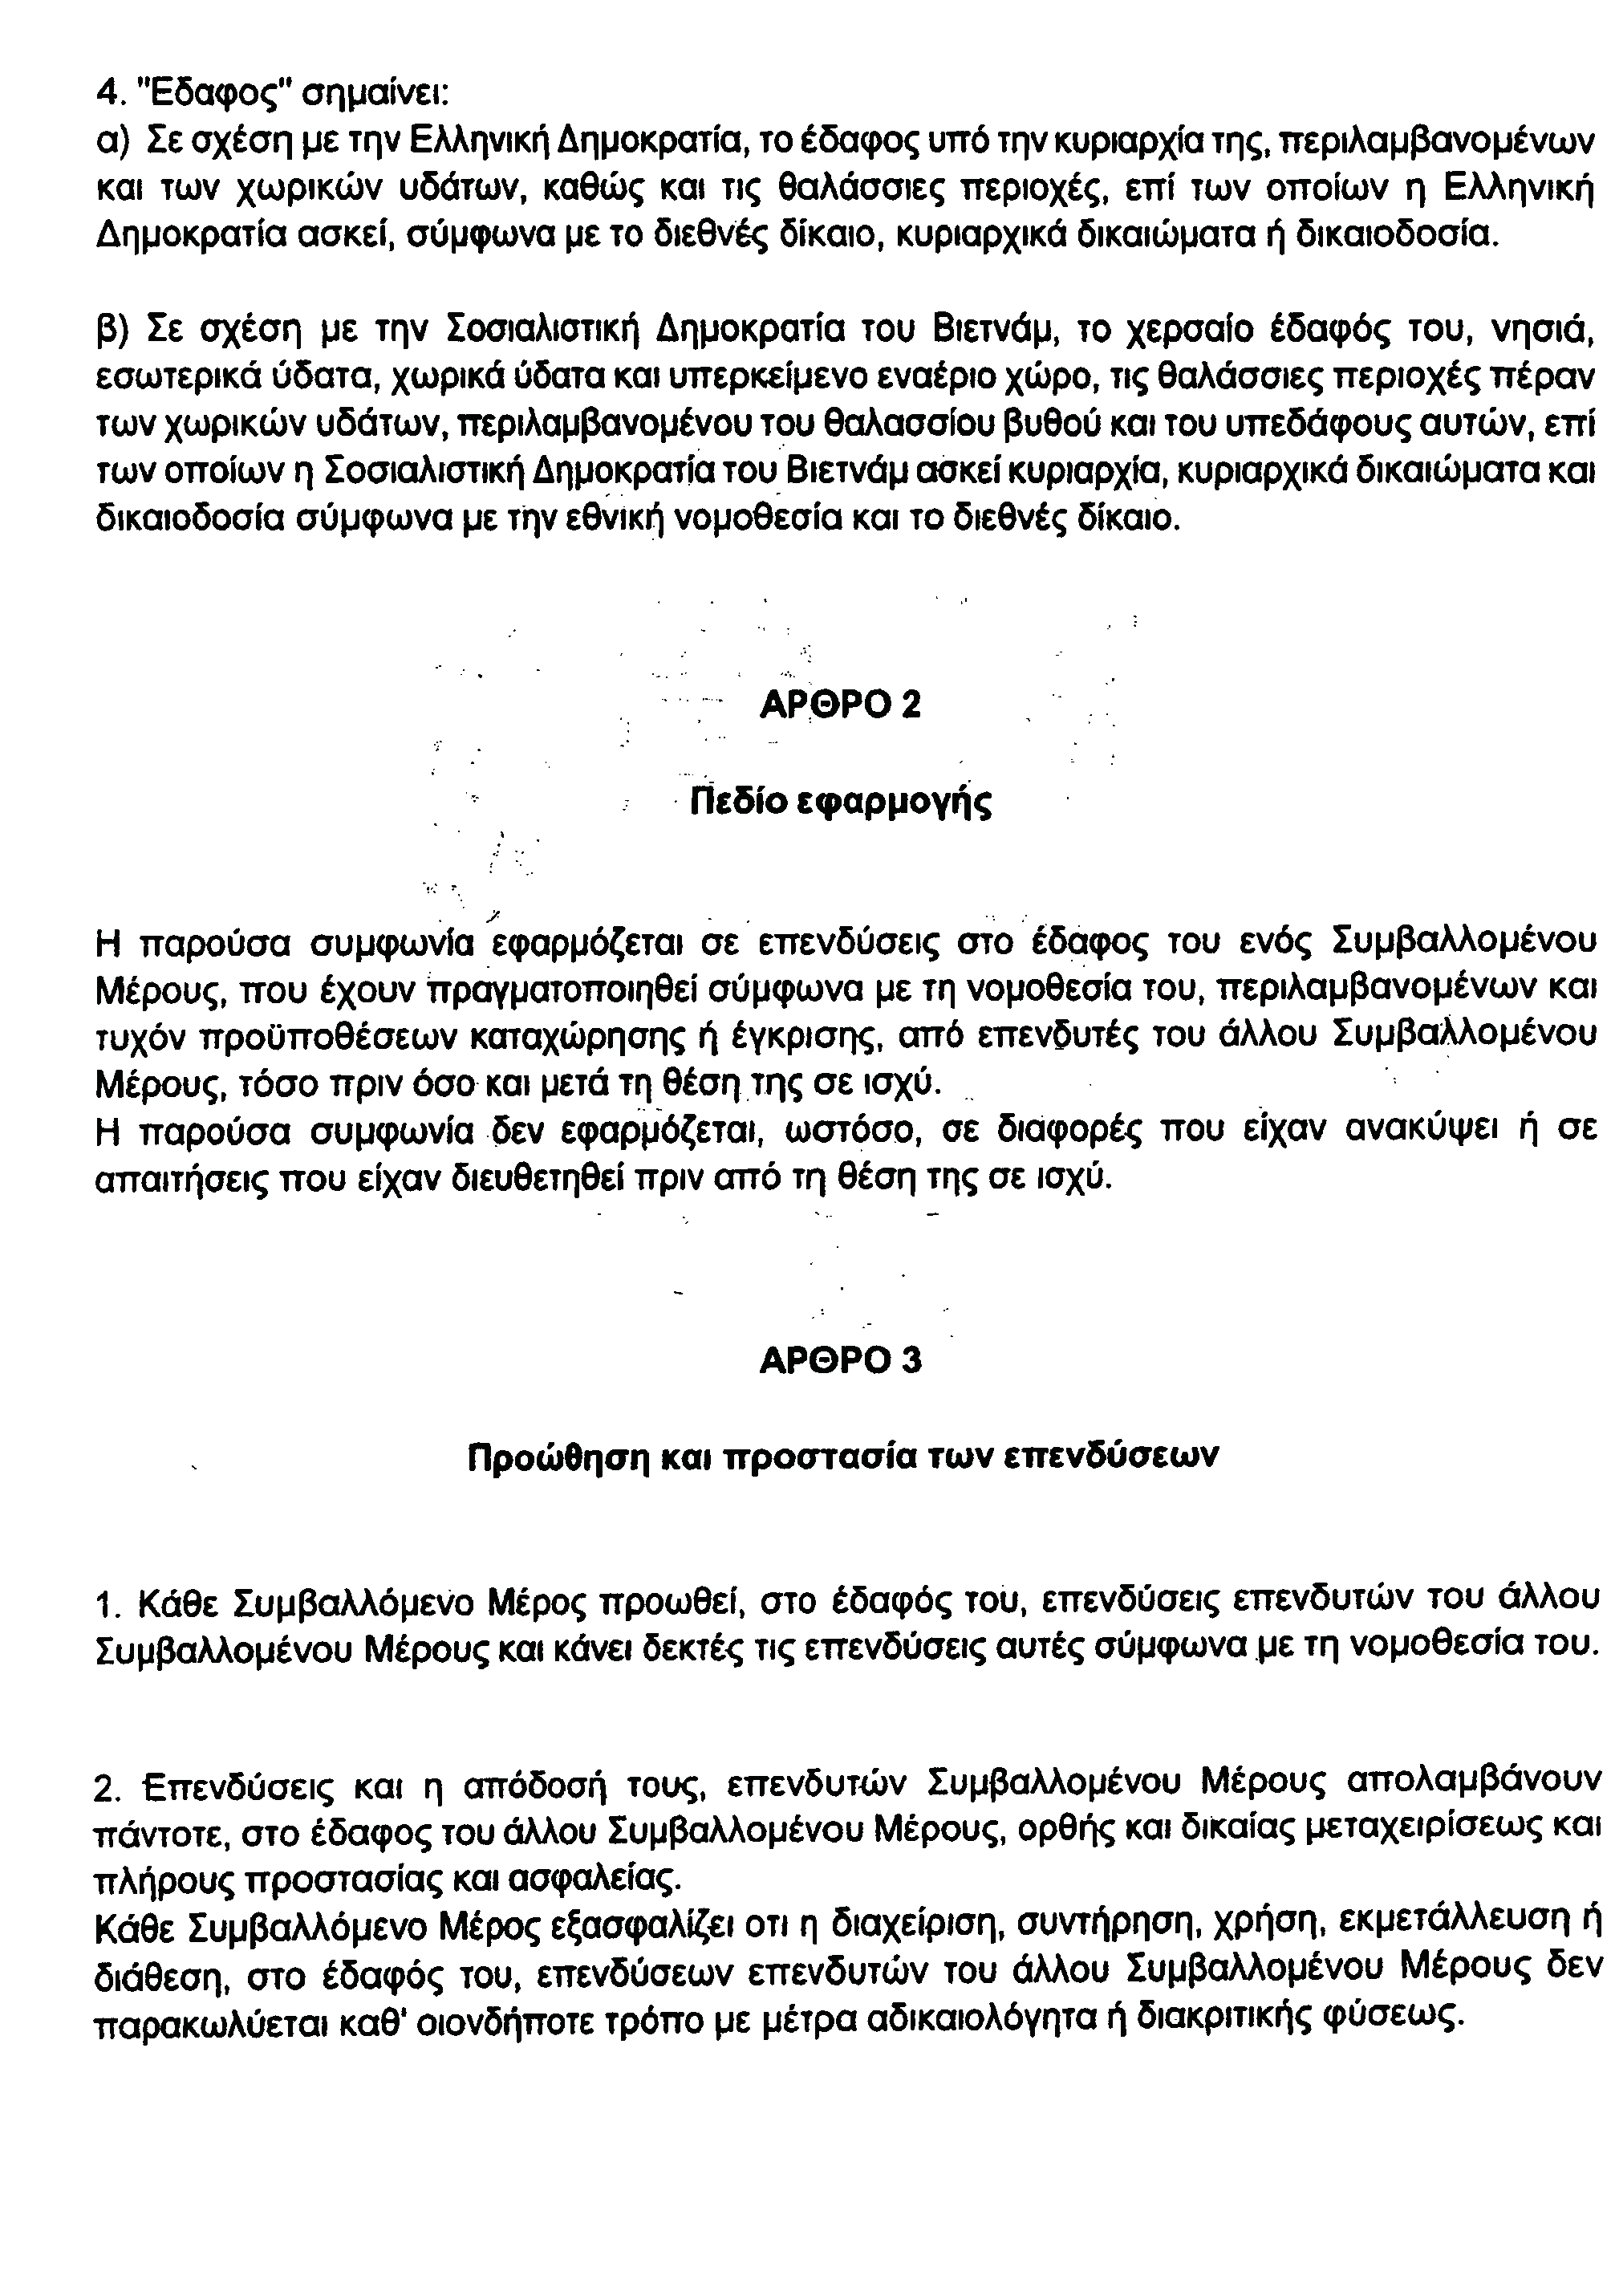 4. "Εδαφος" σημαίνει:
α) Σε σχέση με την Ελληνική Δημοκρατία, το έδαφος υπό την κυριαρχία της, περιλαμβανομένων
και των χωρικών υδάτων, καθώς και τις θαλάσσιες περιοχές, επί των οποίων η Ελληνική
Δημοκρατία ασκεί, σύμφωνα με το διεθνές δίκαιο, κυριαρχικά δικαιώματα ή δικαιοδοσία.
β) Σε σχέση με την Σοσιαλιστική Δημοκρατία του Βιετνάμ, το χερσαίο έδαφός του, νησιά,
εσωτερικά ύδατα, χωρικά ύδατα και υπερκείμενο εναέριο χώρο, τις θαλάσσιες περιοχές πέραν
των χωρικών υδάτων, περιλαμβανομένου του θαλασσίου βυθού και του υπεδάφους αυτών, επί
των οποίων η Σοσιαλιστική Δημοκρατία του Βιετνάμ ασκεί κυριαρχία, κυριαρχικά δικαιώματα και
δικαιοδοσία σύμφωνα με την εθνική νομοθεσία και το διεθνές δίκαιο.
ΑΡΘΡΟ 2
Πεδίο εφαρμογής
Η παρούσα συμφωνία εφαρμόζεται σε επενδύσεις στο έδαφος του ενός Συμβαλλομένου
Μέρους, που έχουν πραγματοποιηθεί σύμφωνα με τη νομοθεσία του, περιλαμβανομένων και
τυχόν προϋποθέσεων καταχώρησης ή έγκρισης, από επενδυτές του άλλου Συμβαλλομένου
Μέρους, τόσο πριν όσο και μετά τη θέση της σε ισχύ.
Η παρούσα συμφωνία δεν εφαρμόζεται, ωστόσο, σε διαφορές που είχαν ανακύψει ή σε
απαιτήσεις που είχαν διευθετηθεί πριν από τη θέση της σε ισχύ.
ΑΡΘΡΟ 3
Προώθηση και προστασία των επενδύσεων
1. Κάθε Συμβαλλόμενο Μέρος προωθεί, στο έδαφός του, επενδύσεις επενδυτών του άλλου
Συμβαλλομένου Μέρους και κάνει δεκτές τις επενδύσεις αυτές σύμφωνα με τη νομοθεσία του.
2. Επενδύσεις και η απόδοσή τους, επενδυτών Συμβαλλομένου Μέρους απολαμβάνουν
πάντοτε, στο έδαφος του άλλου Συμβαλλομένου Μέρους, ορθής και δικαίας μεταχειρίσεως και
πλήρους προστασίας και ασφαλείας.
Κάθε Συμβαλλόμενο Μέρος εξασφαλίζει οτι η διαχείριση, συντήρηση, χρήση, εκμετάλλευση ή
διάθεση, στο έδαφός του, επενδύσεων επενδυτών του άλλου Συμβαλλομένου Μέρους δεν
παρακωλύεται καθ' οιονδήποτε τρόπο με μέτρα αδικαιολόγητα ή διακριτικής φύσεως.